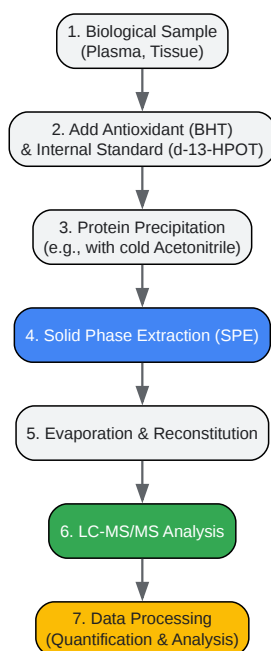 1. Biological Sample
(Plasma, Tissue)
2. Add Antioxidant (BHT)
& Internal Standard (d-13-HPOT)
3. Protein Precipitation
(e.g., with cold Acetonitrile)
4. Solid Phase Extraction (SPE)
5. Evaporation & Reconstitution
6. LC-MS/MS Analysis
7. Data Processing
(Quantification & Analysis)